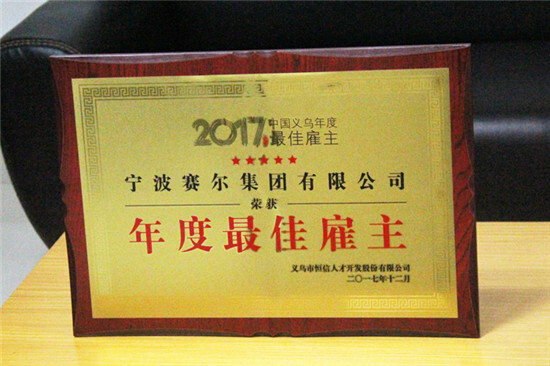 2017 中国义乌年度
最佳雇主
宁波赛尔集团有限公司
荣获
年度最佳雇主
义乌市恒信人才开发股份有限公司
二〇一七年十二月